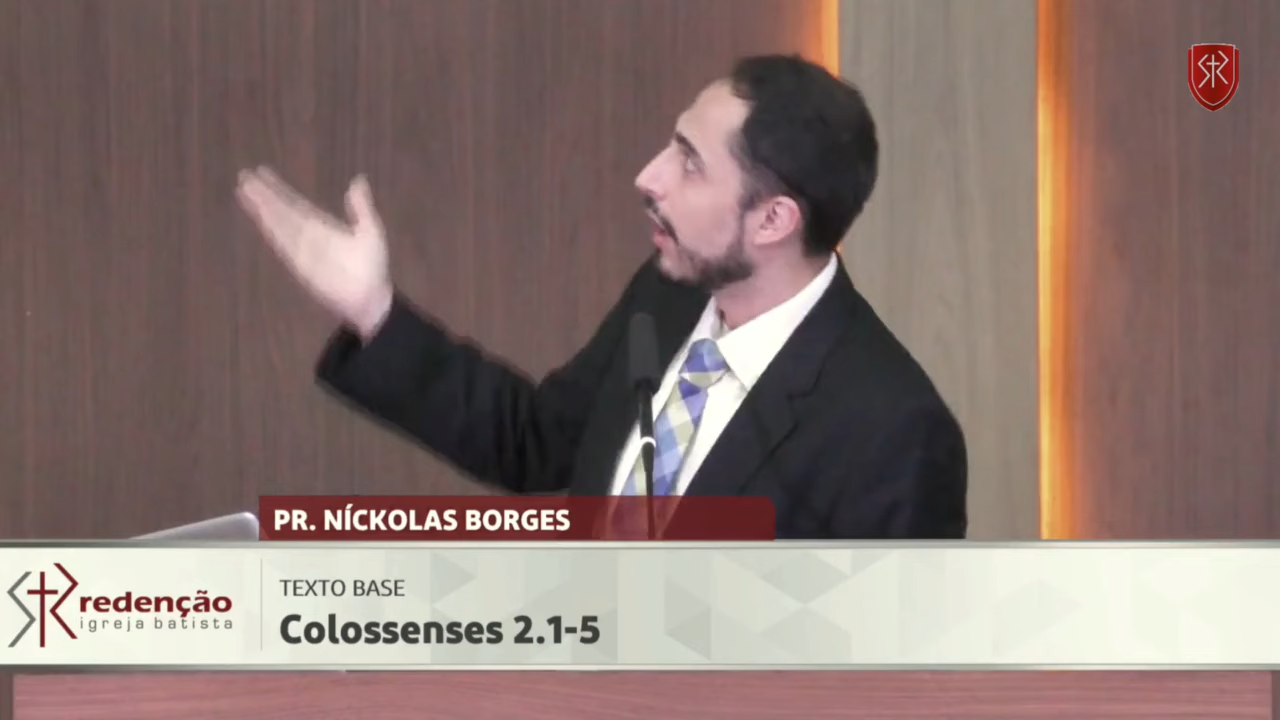 PR. NÍCKOLAS BORGES
redenção
igreja batista
TEXTO BASE
Colossenses 2.1-5